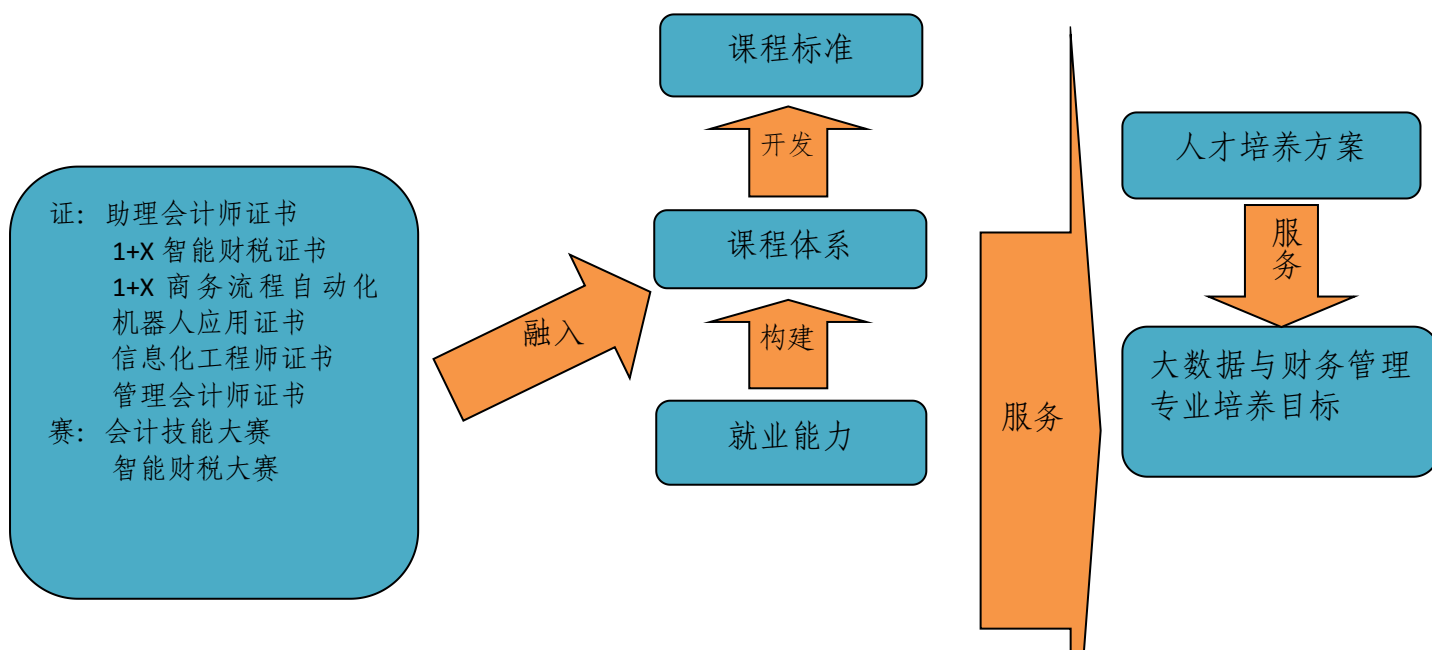 证：助理会计师证书
1+X 智能财税证书
1+X 商务流程自动化
机器人应用证书
信息化工程师证书
管理会计师证书
赛：会计技能大赛
智能财税大赛
融入
课程标准
开发
课程体系
构建
就业能力
服务
人才培养方案
服
务
大数据与财务管理
专业培养目标